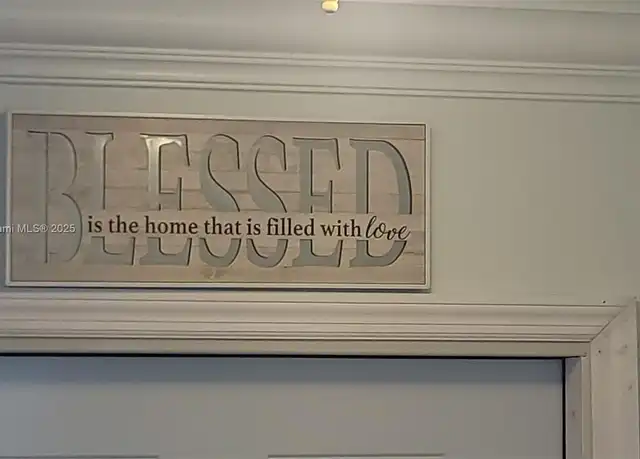 BLESSED
is the home that is filled with love
ami MLS® 2025